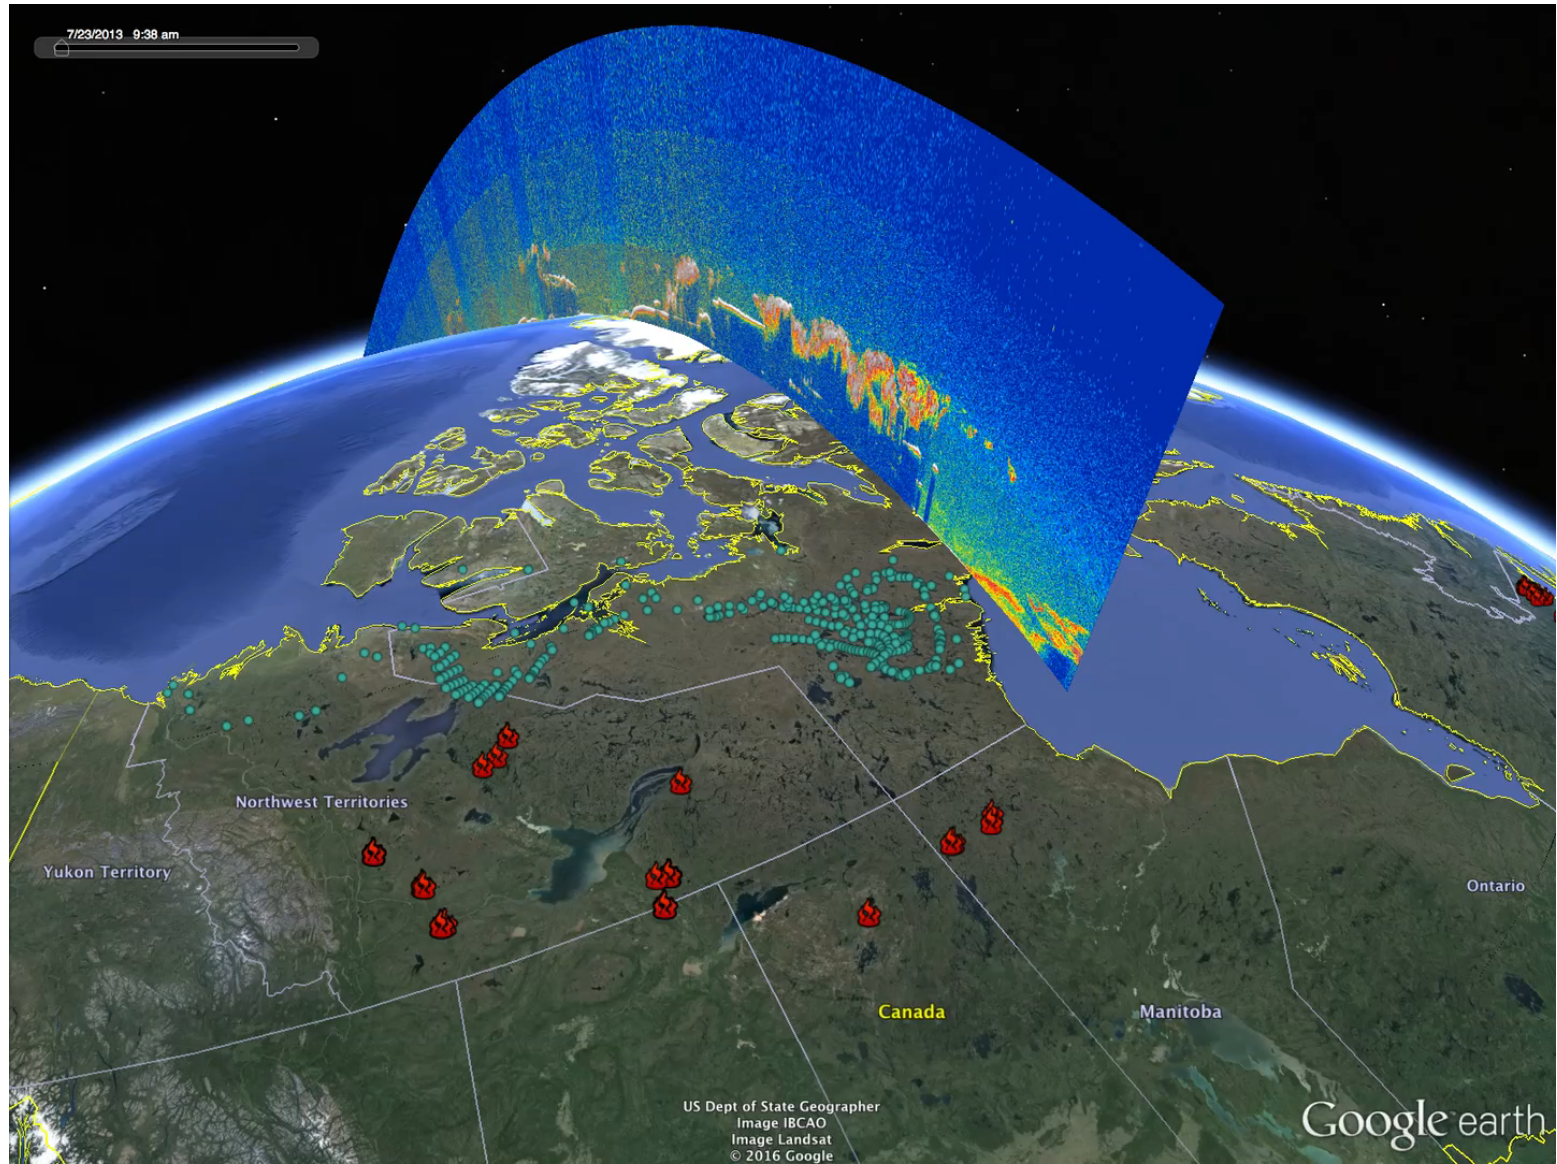 7/23/2013 9:38 am
Northwest Territories
Yukon Territory
Ontario
Canada
Manitoba
US Dept of State Geographer
Image IBCAO
Image Landsat
© 2016 Google
Google earth